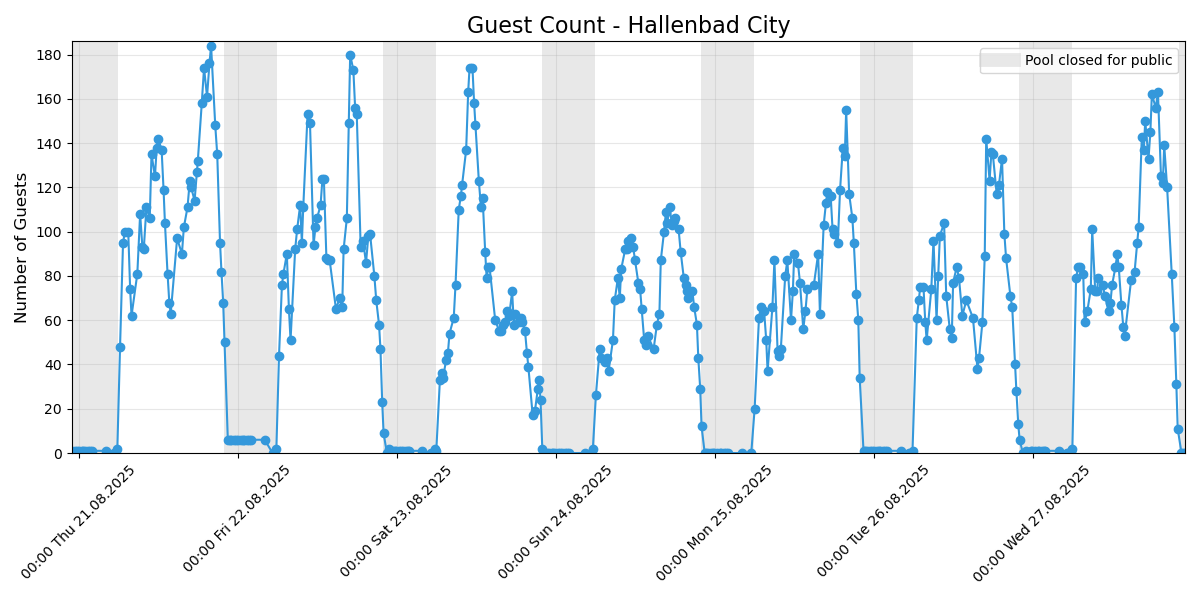 Guest Count - Hallenbad City
Pool closed for public
Number of Guests
180
160
140
120
100
80
60
40
20
0
00:00 Thu 21.08.2025
00:00 Fri 22.08.2025
00:00 Sat 23.08.2025
00:00 Sun 24.08.2025
00:00 Mon 25.08.2025
00:00 Tue 26.08.2025
00:00 Wed 27.08.2025